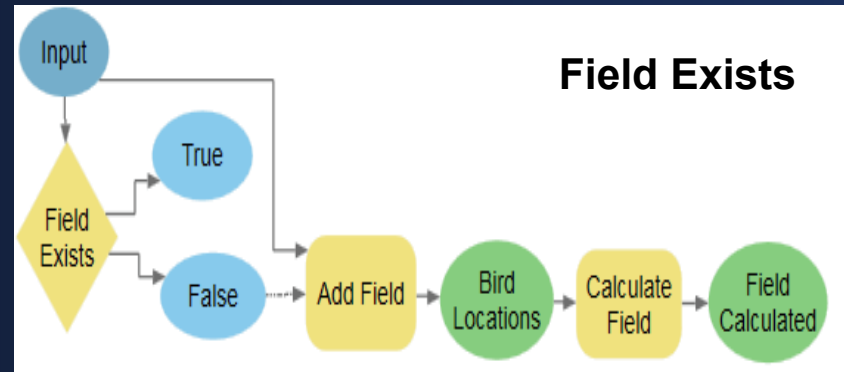 Input
Field Exists
True
Field
Exists
False
Add Field
Bird
Locations
Calculate
Field
Field
Calculated